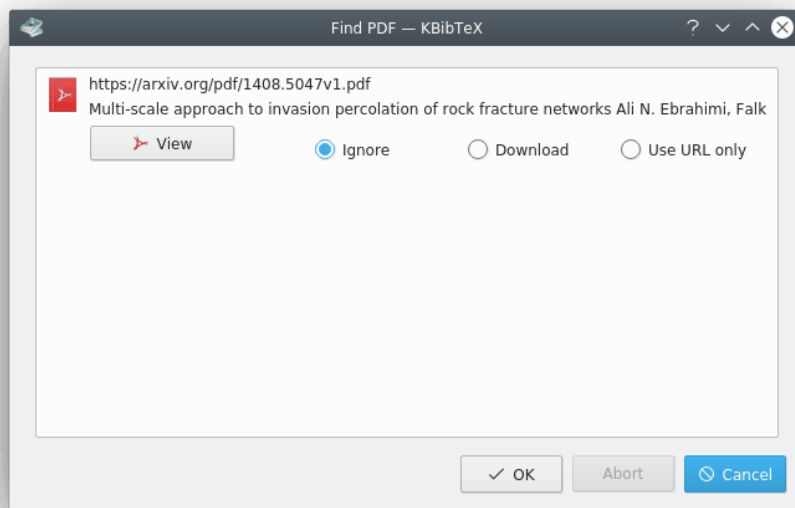 Find PDF — KBibTeX
https://arxiv.org/pdf/1408.5047v1.pdf
Multi-scale approach to invasion percolation of rock fracture networks Ali N. Ebrahimi, Falk
View Ignore Download Use URL only
OK Abort Cancel